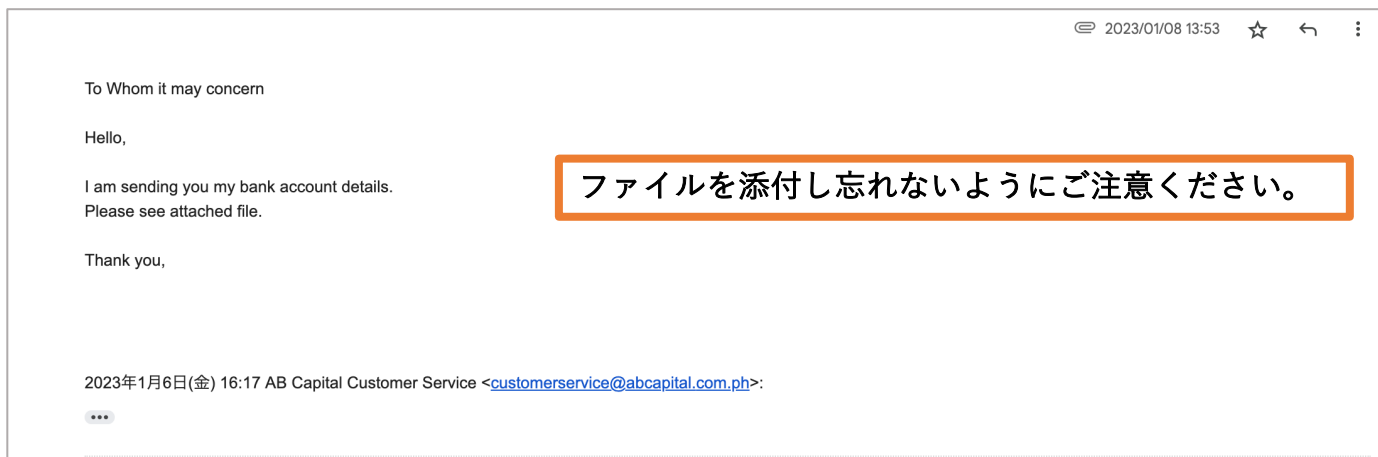 2023/01/08 13:53
To Whom it may concern
Hello,
I am sending you my bank account details.
Please see attached file.
ファイルを添付し忘れないようにご注意ください。
Thank you,
2023年1月6日(金) 16:17 AB Capital Customer Service <customerservice@abcapital.com.ph>: